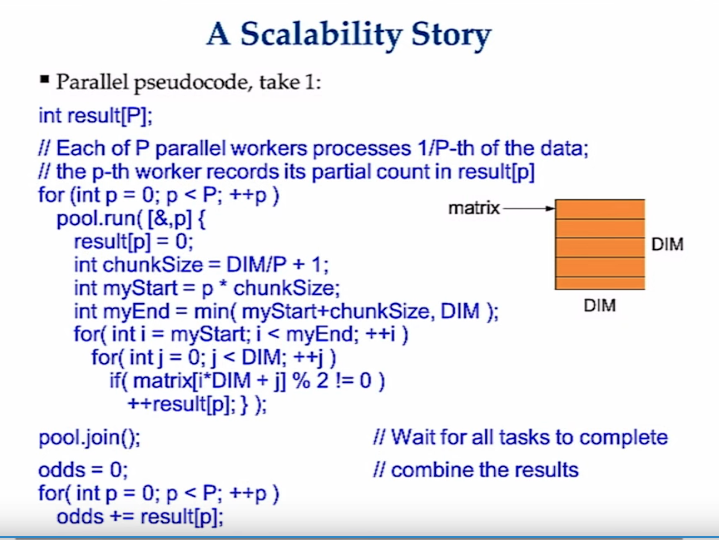 A Scalability Story
▪ Parallel pseudocode, take 1:
int result[P];
// Each of P parallel workers processes 1/P-th of the data;
// the p-th worker records its partial count in result[p]
for (int p = 0; p < P; ++p )
pool.run( [&,p] {
result[p] = 0;
int chunkSize = DIM/P + 1;
int myStart = p * chunkSize;
int myEnd = min( myStart+chunkSize, DIM );
for( int i = myStart; i < myEnd; ++i )
for( int j = 0; j < DIM; ++j )
if( matrix[i*DIM + j] % 2 != 0 )
++result[p]; } );
matrix
DIM
DIM
pool.join(); // Wait for all tasks to complete
odds = 0; // combine the results
for( int p = 0; p < P; ++p )
odds += result[p];